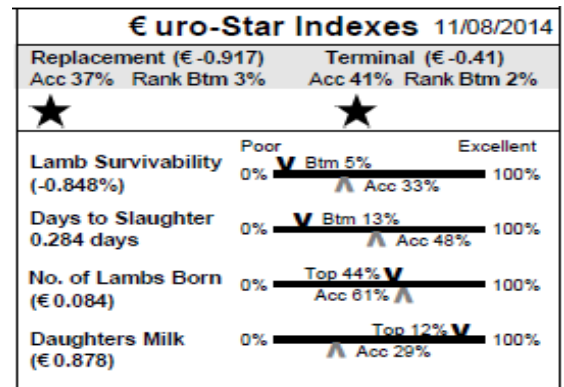 € uro-Star Indexes 11/08/2014
Replacement (€ -0.917) Terminal (€ -0.41)
Acc 37% Rank Btm 3% Acc 41% Rank Btm 2%
Poor Excellent
Lamb Survivability 0% Btm 5% 100%
(-0.848%) Acc 33%
Days to Slaughter 0% Btm 13% 100%
0.284 days Acc 48%
No. of Lambs Born 0% Top 44% 100%
(€ 0.084) Acc 61%
Daughters Milk 0% Top 12% 100%
(€ 0.878) Acc 29%